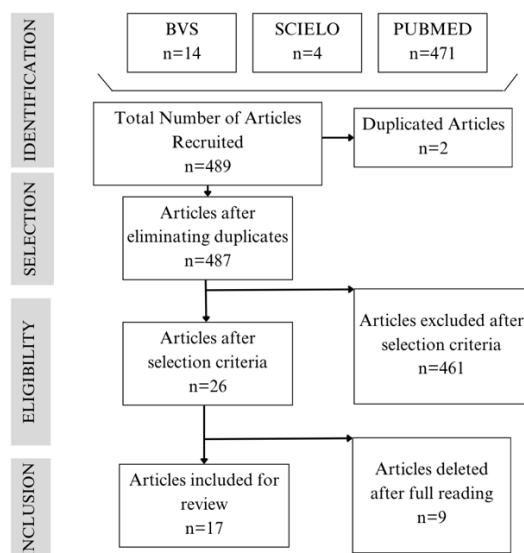 IDENTIFICATION
BVS
n=14
SCIELO
n=4
PUBMED
n=471
Total Number of Articles
Recruited
n=489
Duplicated Articles
n=2
SELECTION
Articles after
eliminating duplicates
n=487
ELIGIBILITY
Articles after
selection criteria
n=26
Articles excluded after
selection criteria
n=461
NCLUSION
Articles included for
review
n=17
Articles deleted
after full reading
n=9